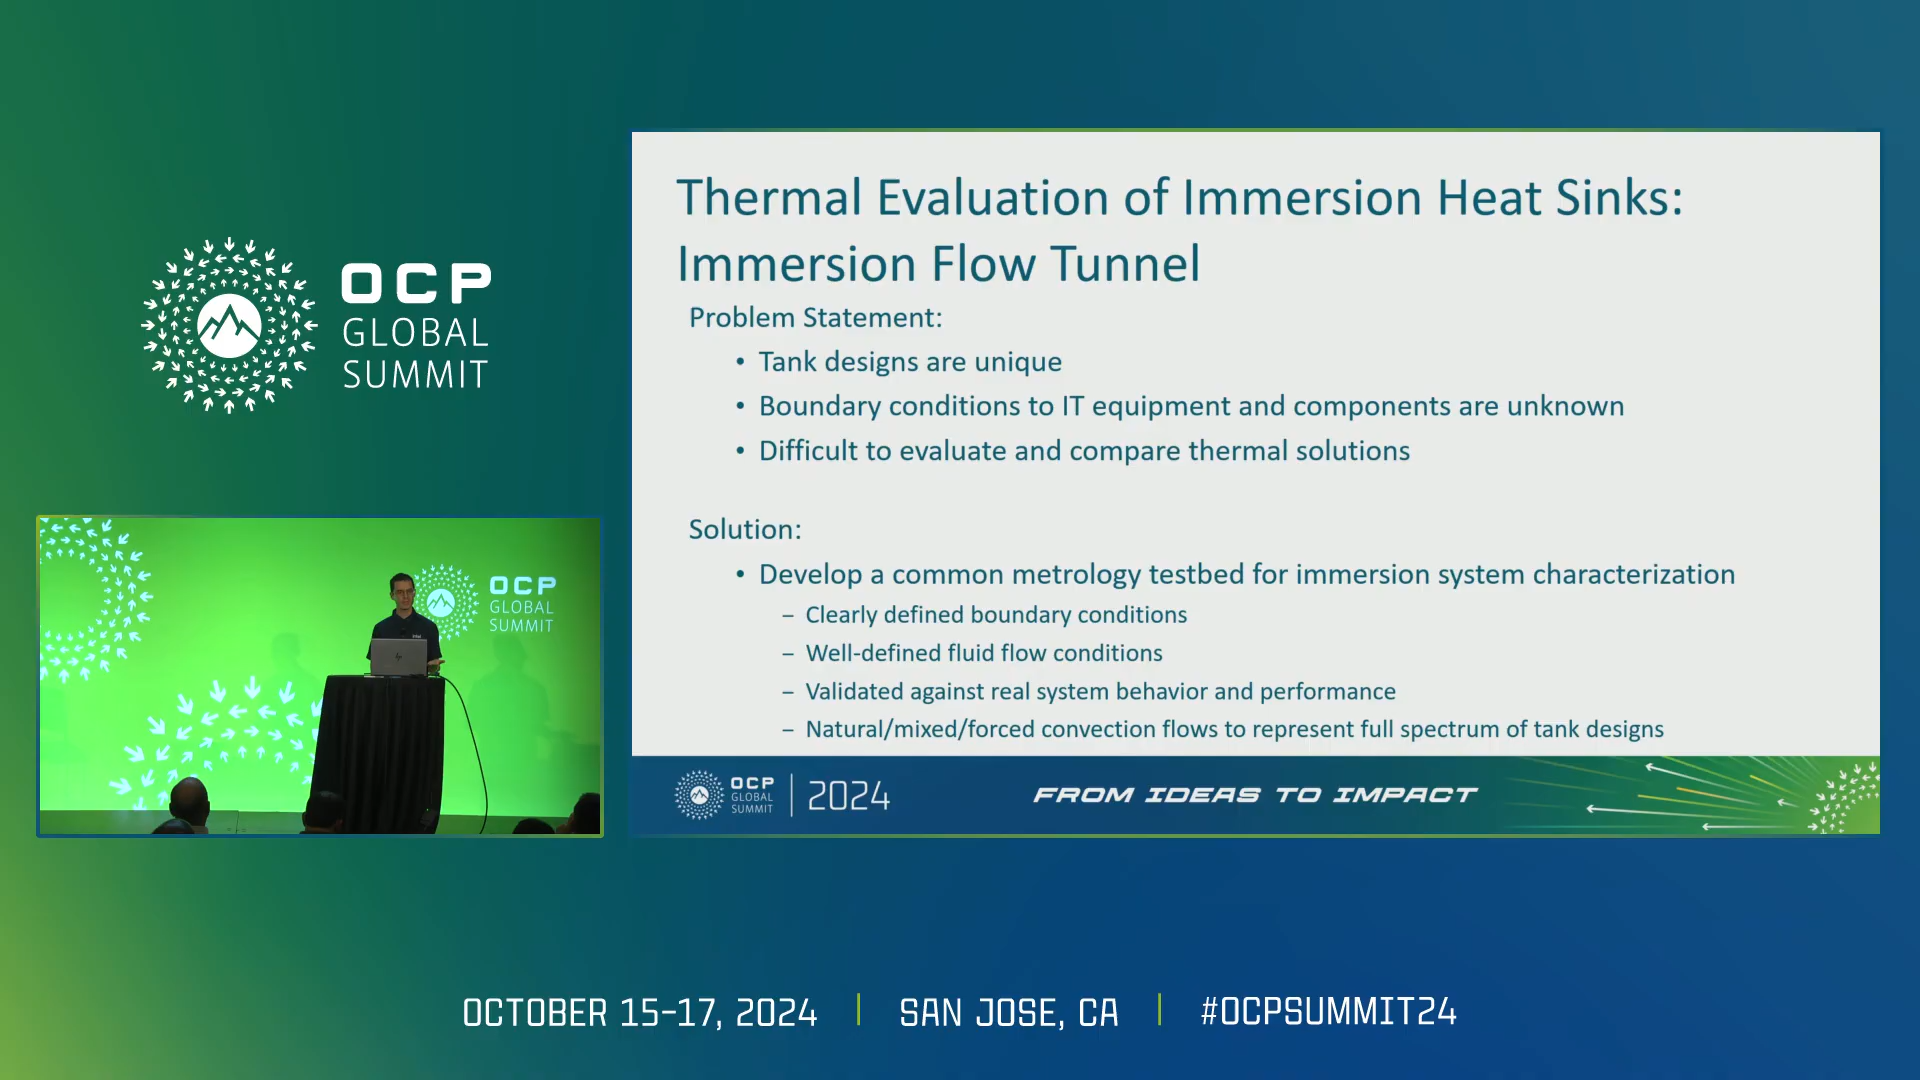 OCP
GLOBAL
SUMMIT
OCP
GLOBAL
SUMMIT
intel
hp
Thermal Evaluation of Immersion Heat Sinks:
Immersion Flow Tunnel
Problem Statement:
• Tank designs are unique
• Boundary conditions to IT equipment and components are unknown
• Difficult to evaluate and compare thermal solutions
Solution:
• Develop a common metrology testbed for immersion system characterization
– Clearly defined boundary conditions
– Well-defined fluid flow conditions
– Validated against real system behavior and performance
– Natural/mixed/forced convection flows to represent full spectrum of tank designs
OCP
GLOBAL
SUMMIT
2024
FROM IDEAS TO IMPACT
OCTOBER 15-17, 2024 | SAN JOSE, CA | #OCPSUMMIT24